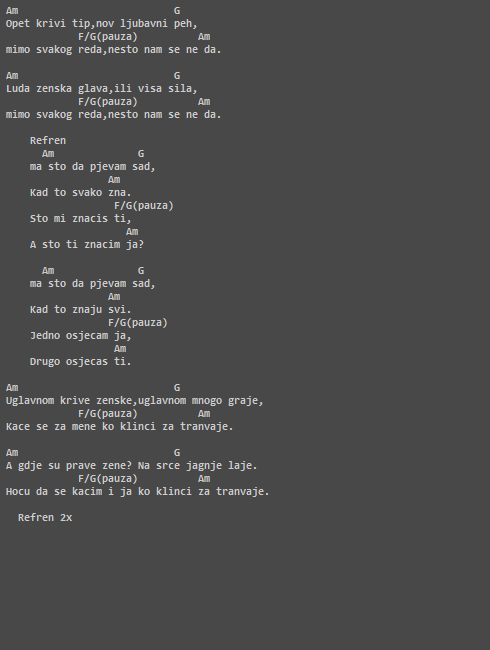 Am                          G
Opet krivi tip,nov ljubavni peh,
            F/G(pauza)          Am
mimo svakog reda,nesto nam se ne da.

Am                          G
Luda zenska glava,ili visa sila,
            F/G(pauza)          Am
mimo svakog reda,nesto nam se ne da.

    Refren
      Am              G
    ma sto da pjevam sad,
                 Am
    Kad to svako zna.
                  F/G(pauza)
    Sto mi znacis ti,
                    Am
    A sto ti znacim ja?

      Am              G
    ma sto da pjevam sad,
                 Am
    Kad to znaju svi.
                 F/G(pauza)
    Jedno osjecam ja,
                  Am
    Drugo osjecas ti.

Am                          G
Uglavnom krive zenske,uglavnom mnogo graje,
            F/G(pauza)          Am
Kace se za mene ko klinci za tranvaje.

Am                          G
A gdje su prave zene? Na srce jagnje laje.
            F/G(pauza)          Am
Hocu da se kacim i ja ko klinci za tranvaje.

  Refren 2x